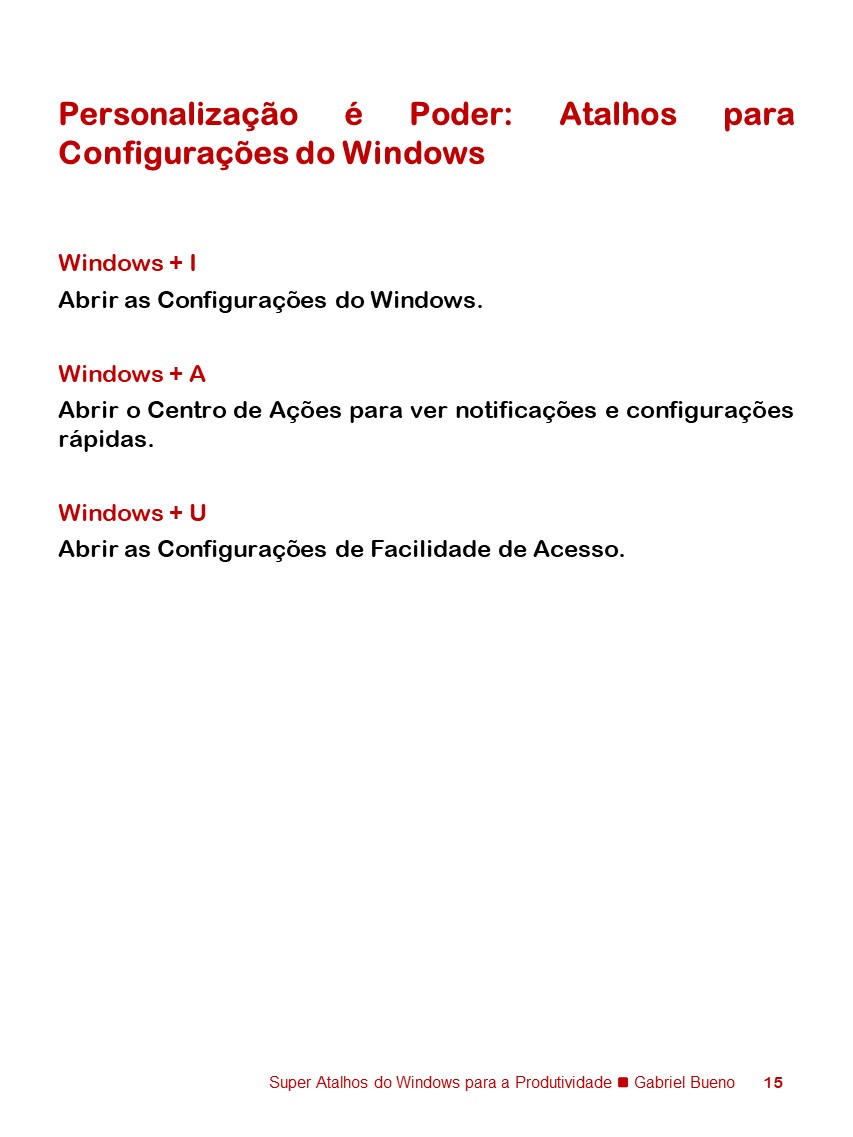 Personalização é Poder: Atalhos para
Configurações do Windows
Windows + I
Abrir as Configurações do Windows.
Windows + A
Abrir o Centro de Ações para ver notificações e configurações
rápidas.
Windows + U
Abrir as Configurações de Facilidade de Acesso.
Super Atalhos do Windows para a Produtividade ■ Gabriel Bueno 15